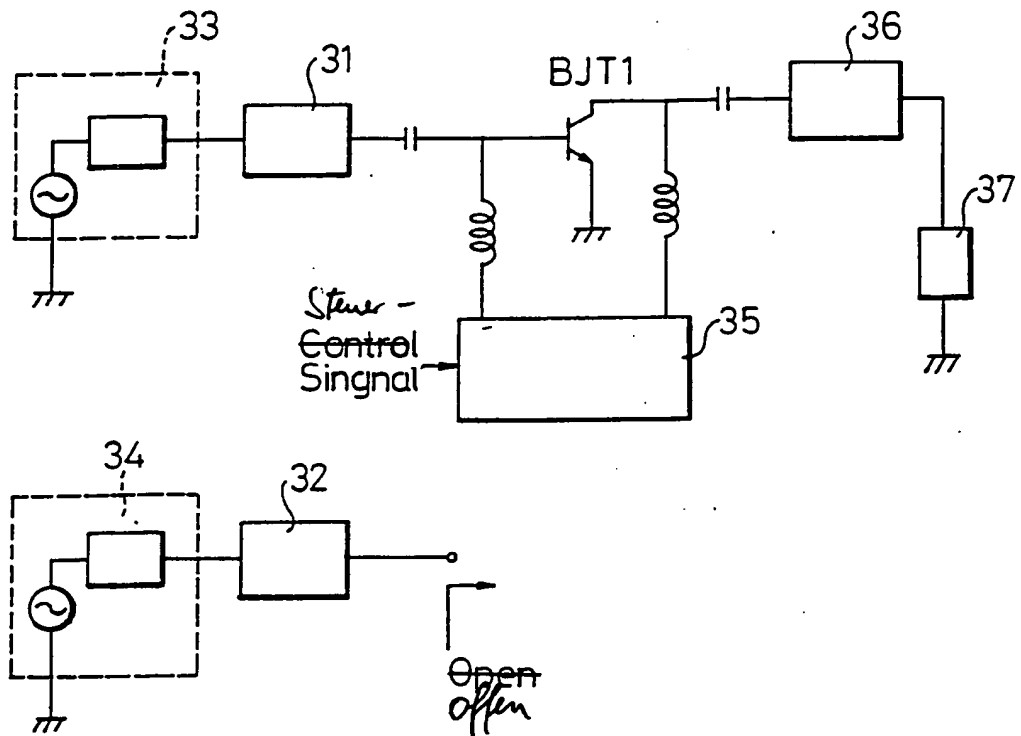 33
31
BJT1
36
37
Steuer -
Control
Singnal
35
34
32
Open
offen